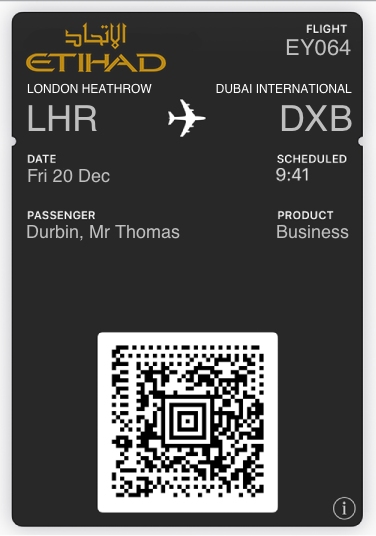 الإتحاد
ETIHAD
FLIGHT
EY064
LONDON HEATHROW
DUBAI INTERNATIONAL
LHR
DXB
DATE
SCHEDULED
Fri 20 Dec
9:41
PASSENGER
PRODUCT
Durbin, Mr Thomas
Business
i